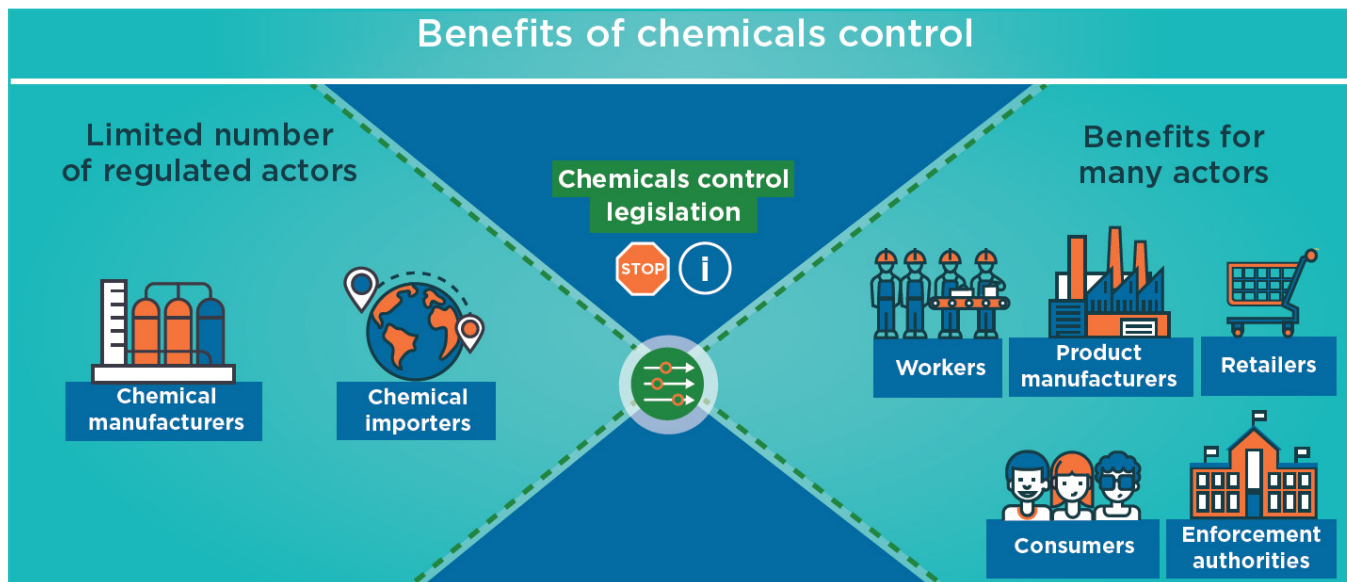 Benefits of chemicals control
Limited number
of regulated actors
Chemical
manufacturers
Chemical
importers
Chemicals control
legislation
STOP
i
Benefits for
many actors
Workers
Product
manufacturers
Retailers
Consumers
Enforcement
authorities